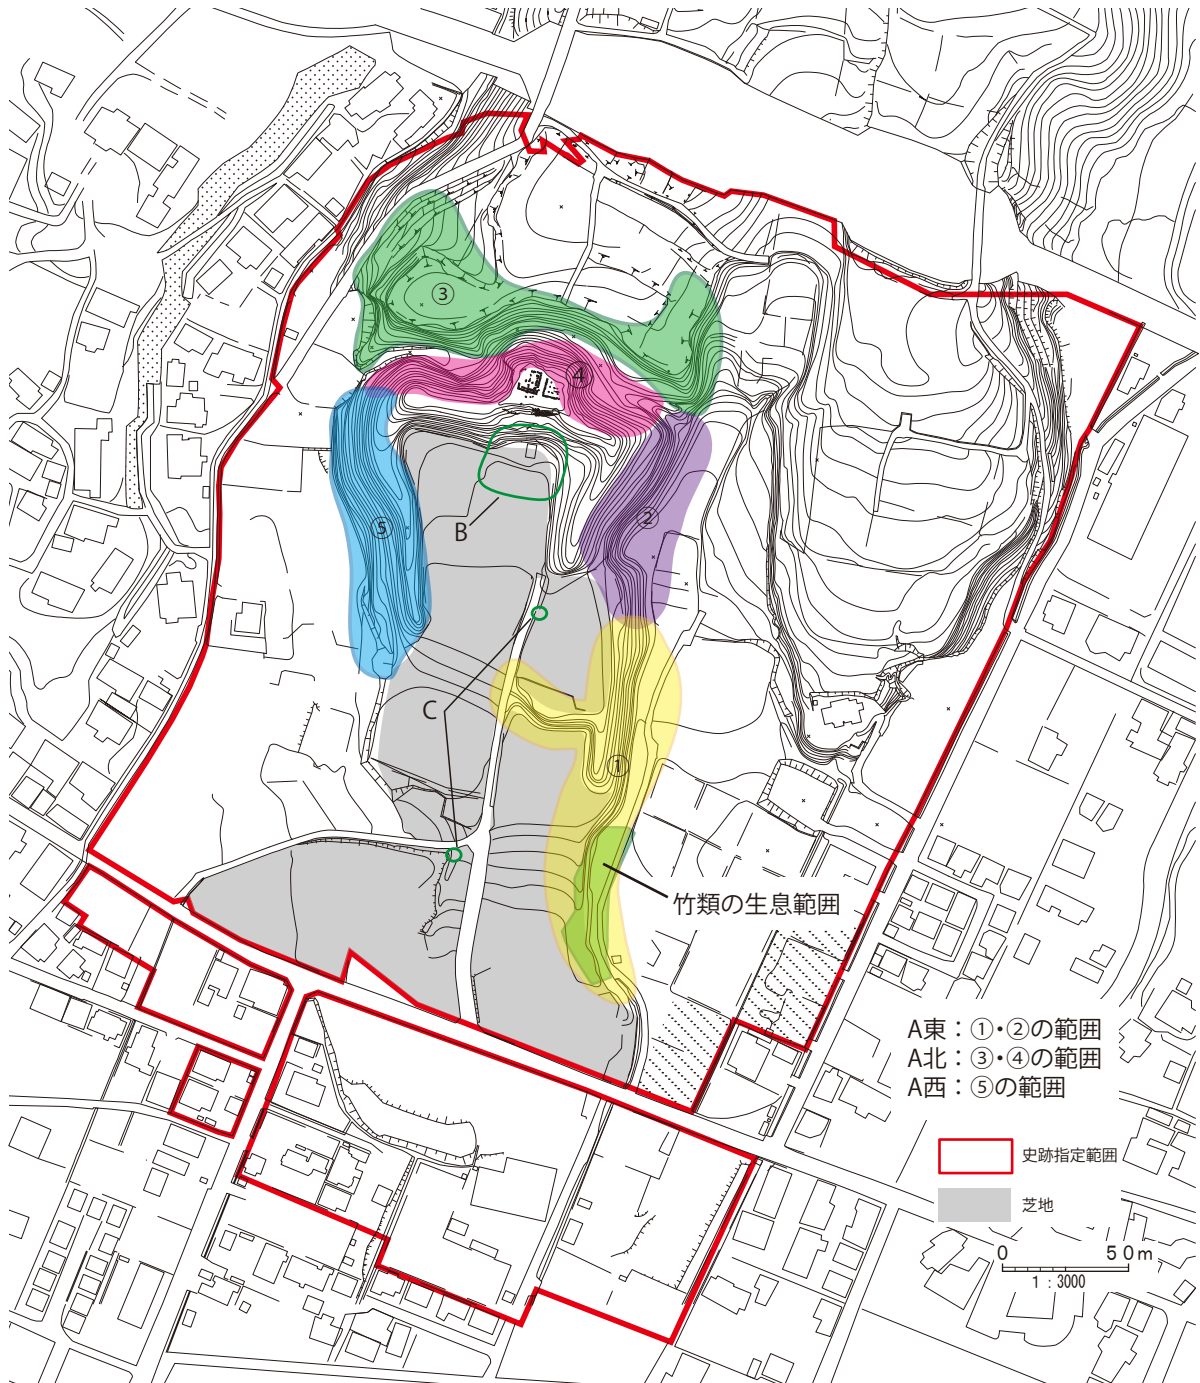 ③
④
②
⑤
B
C
①
竹類の生息範囲
A東：①・②の範囲
A北：③・④の範囲
A西：⑤の範囲
史跡指定範囲
芝地
0 50m
1：3000